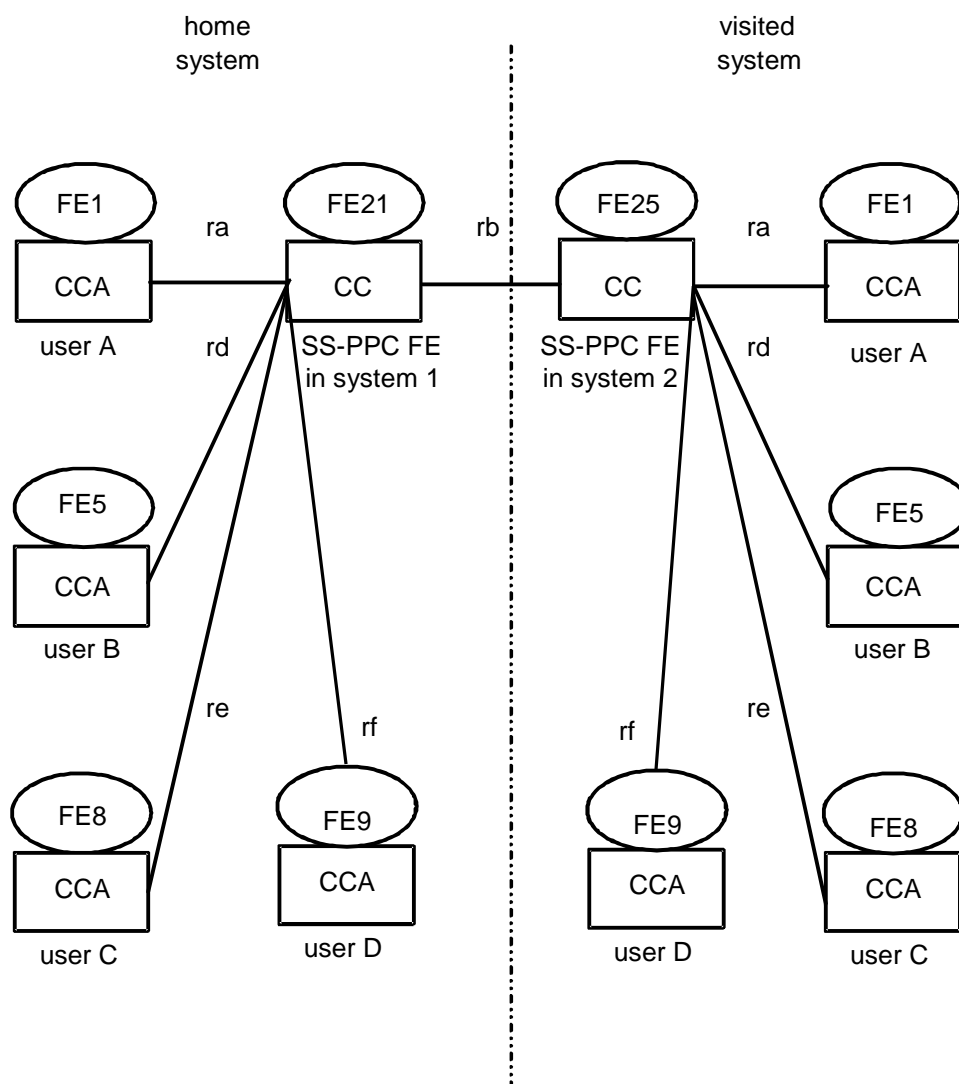 home
system
visited
system
FE1
FE21
FE25
FE1
ra
rb
ra
CCA
CC
CC
CCA
user A
rd
SS-PPC FE
in system 1
SS-PPC FE
in system 2
rd
user A
FE5
FE5
CCA
CCA
user B
user B
re
rf
rf
re
FE8
FE9
FE9
FE8
CCA
CCA
CCA
CCA
user C
user D
user D
user C